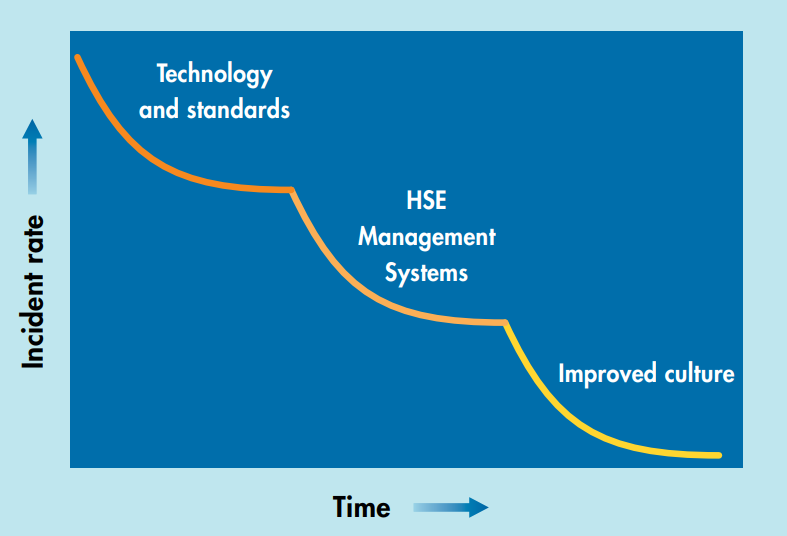 Technology
and standards
HSE
Management
Systems
Improved culture
Incident rate
Time